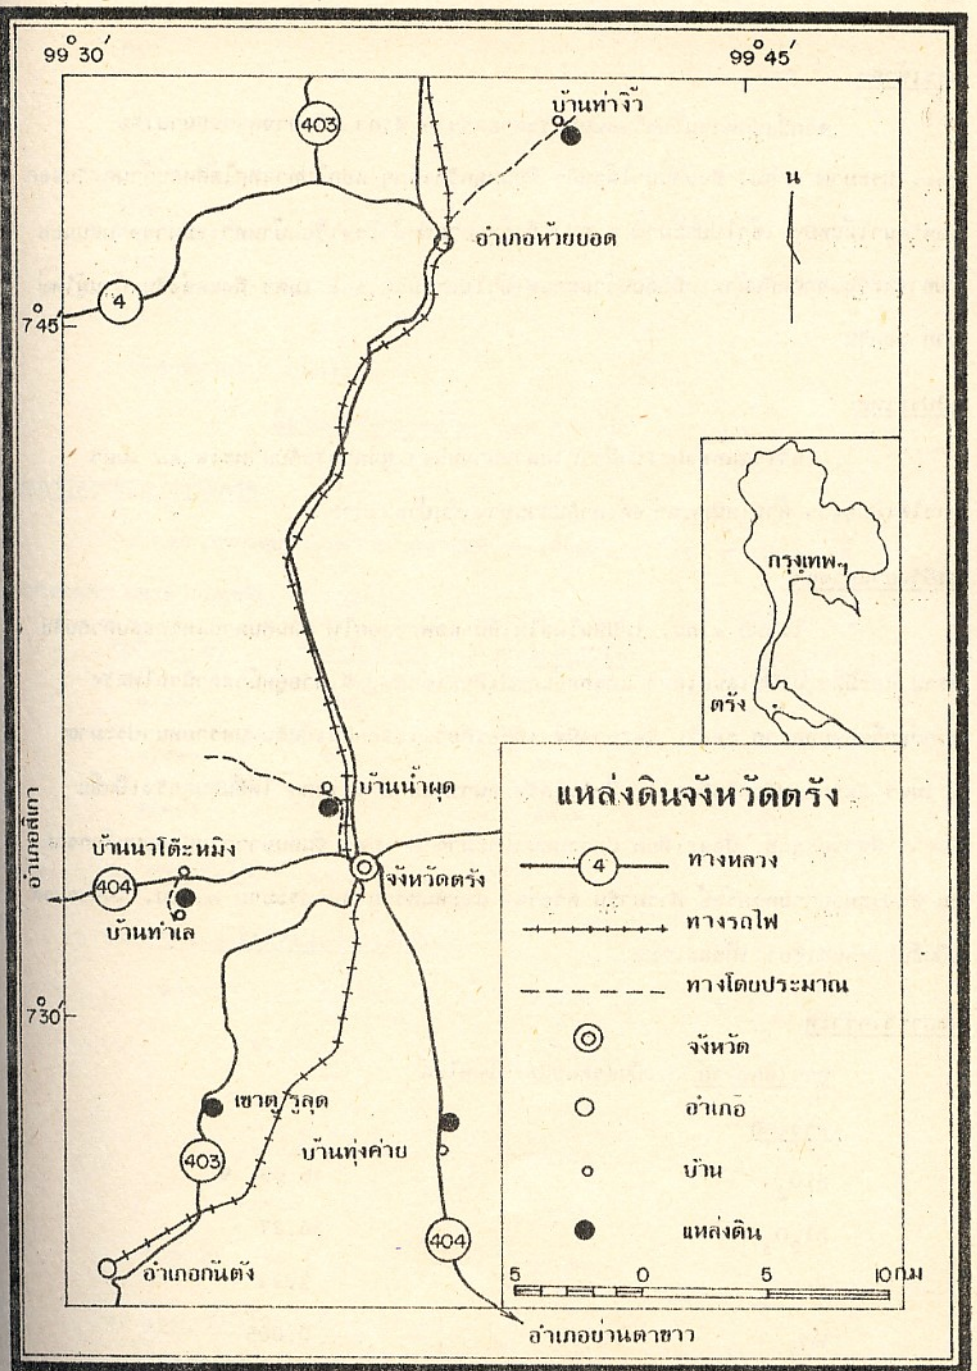 99°30′
99°45′
403
บ้านท่างิ้ว
น
อำเภอห้วยยอด
4
7°45′
กรุงเทพฯ
ตรัง
แหล่งดินจังหวัดตรัง
4 ทางหลวง
ทางรถไฟ
ทางโดยประมาณ
จังหวัด
อำเภอ
บ้าน
แหล่งดิน
5 0 5 10 กม
อำเภอสิเกา
บ้านน้ำผุด
บ้านนาโต๊ะหมิง
จังหวัดตรัง
404
บ้านทำเล
7°30′
เขาตูรูลุด
403
บ้านทุ่งค่าย
404
อำเภอกันตัง
อำเภอย่านตาขาว